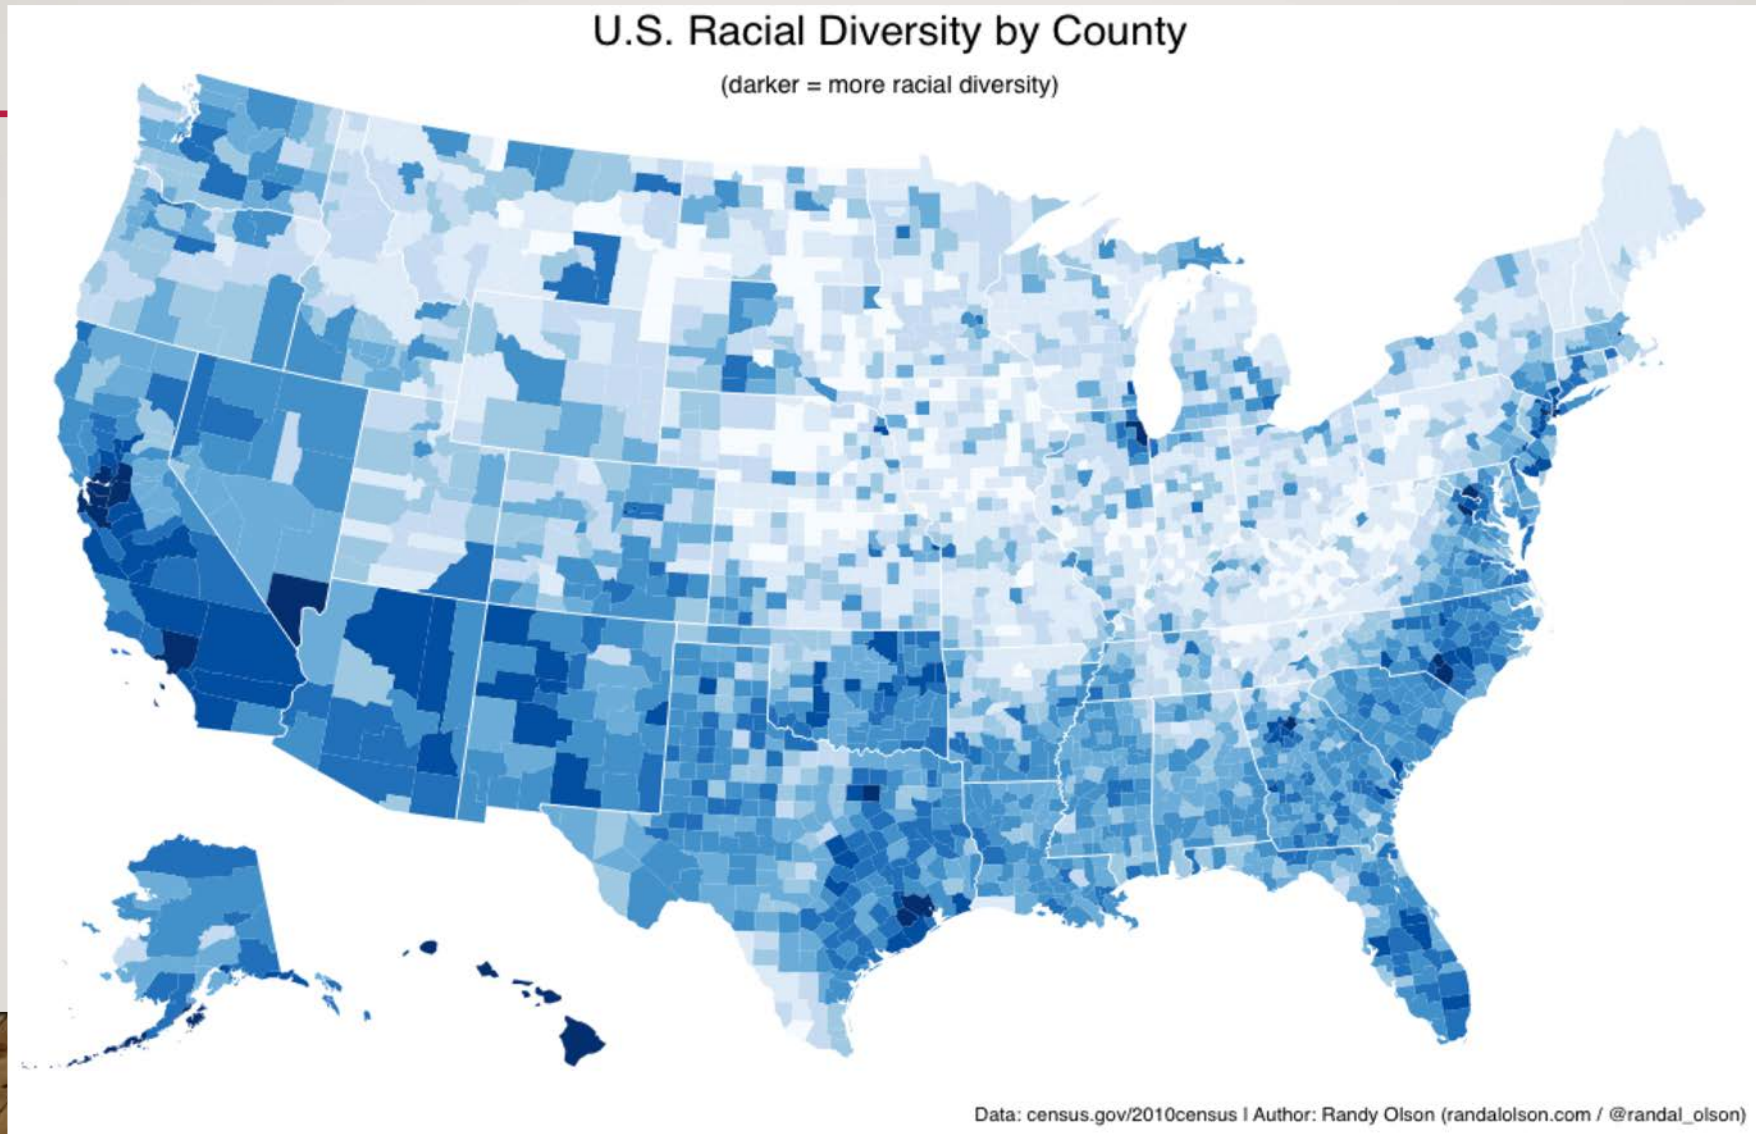 U.S. Racial Diversity by County
(darker = more racial diversity)
Data: census.gov/2010census | Author: Randy Olson (randalolson.com / @randal_olson)